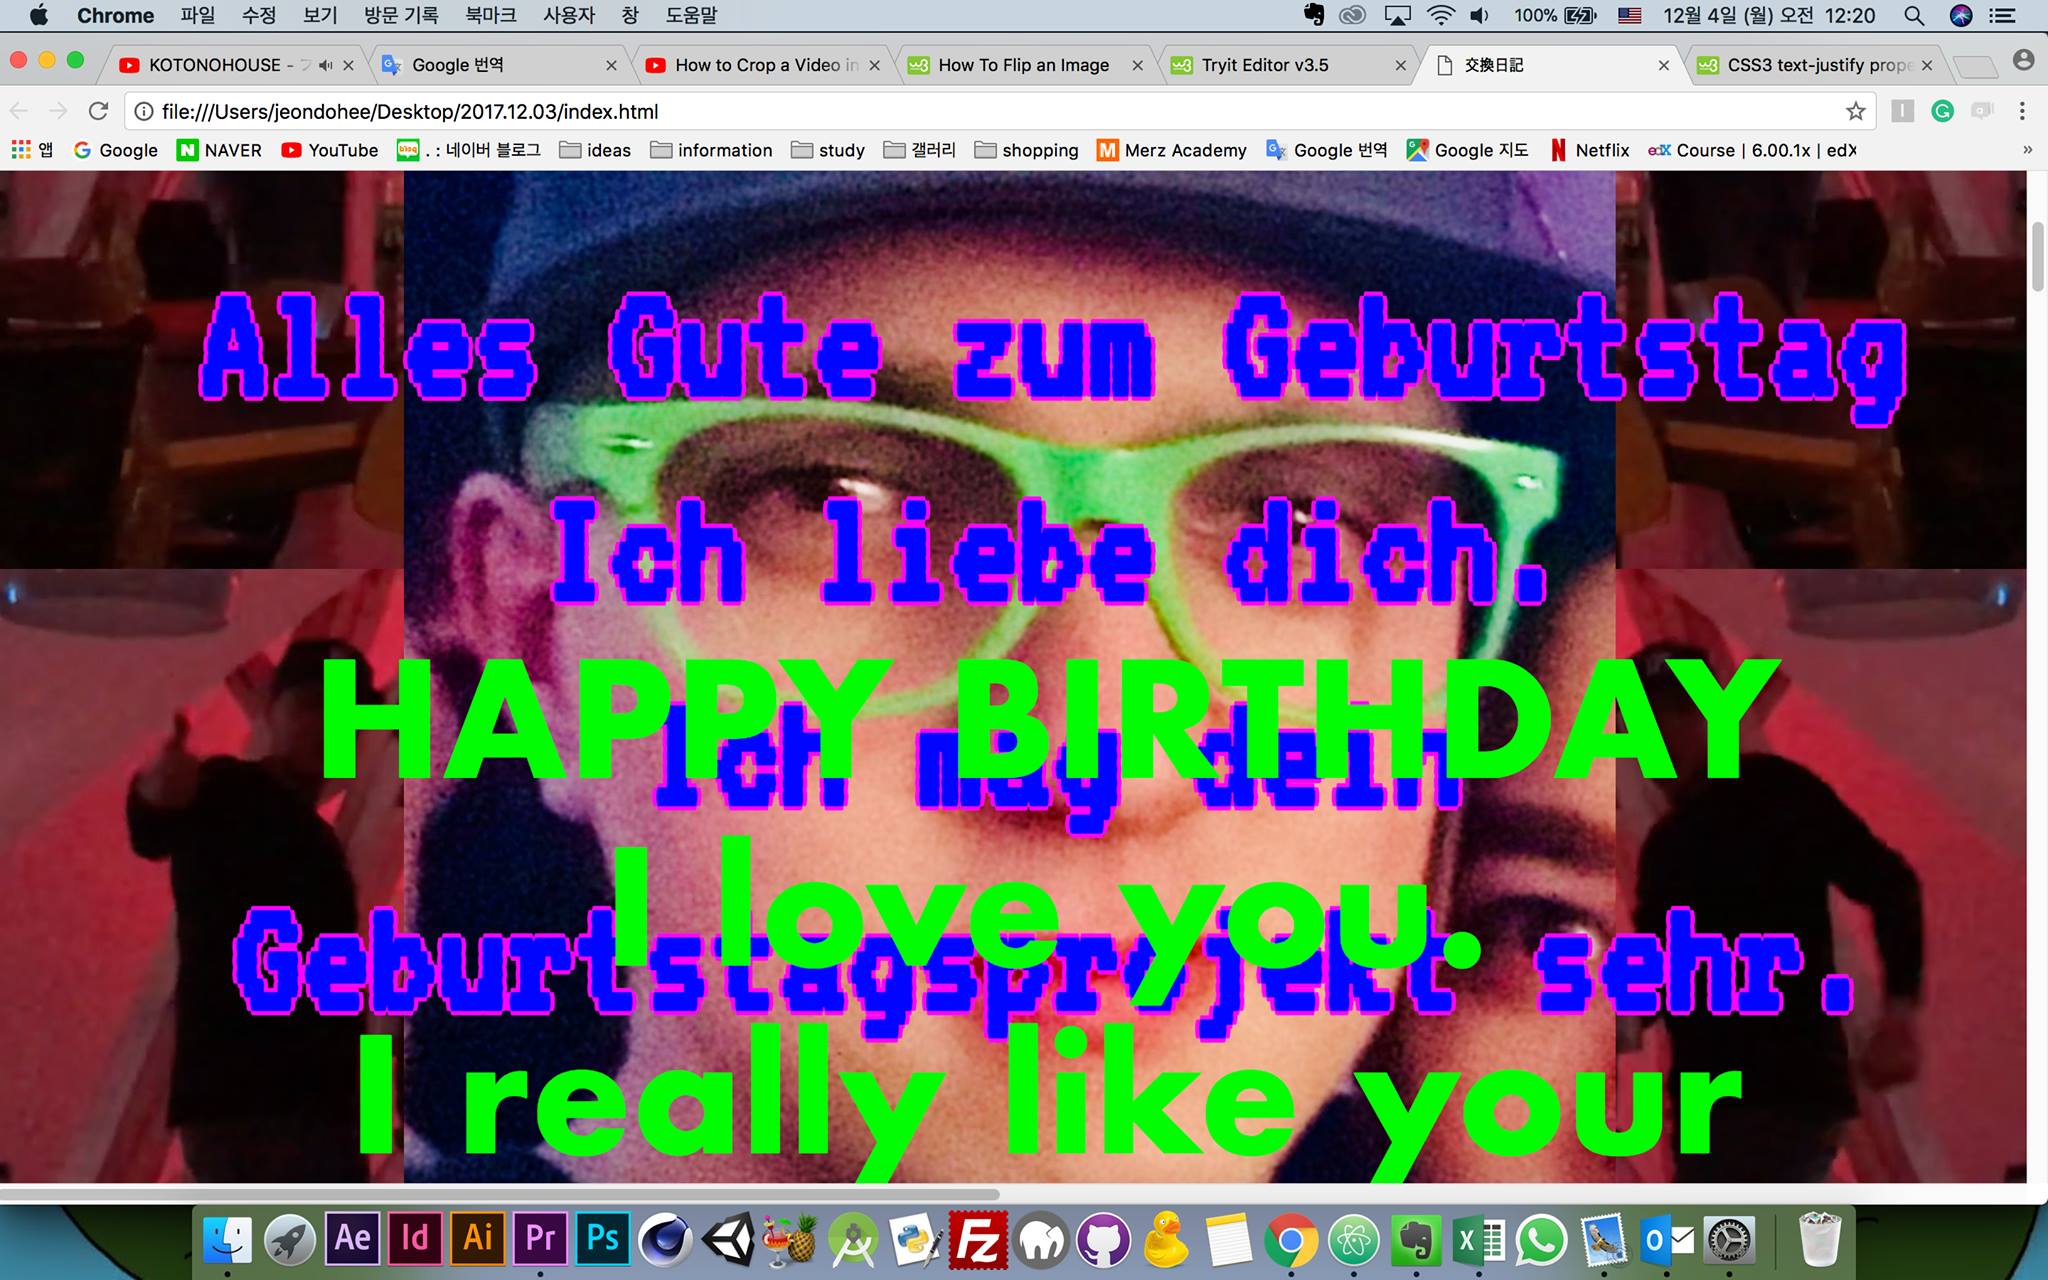 Chrome 파일 수정 보기 방문 기록 북마크 사용자 창 도움말 100% 12월 4일 (월) 오전 12:20
KOTONOHOUSE - Google 번역 How to Crop a Video in How To Flip an Image Tryit Editor v3.5 交換日記 CSS3 text-justify prope
file:///Users/jeondohee/Desktop/2017.12.03/index.html
앱 Google NAVER YouTube . : 네이버 블로그 ideas information study 갤러리 shopping Merz Academy Google 번역 Google 지도 Netflix edX Course | 6.00.1x | edX »
Alles Gute zum Geburtstag
Ich liebe dich.
HAPPY BIRTHDAY
Ich mag dein
I love you.
Geburtstagsprojekt sehr.
I really like your
Ae Id Ai Pr Ps Fz